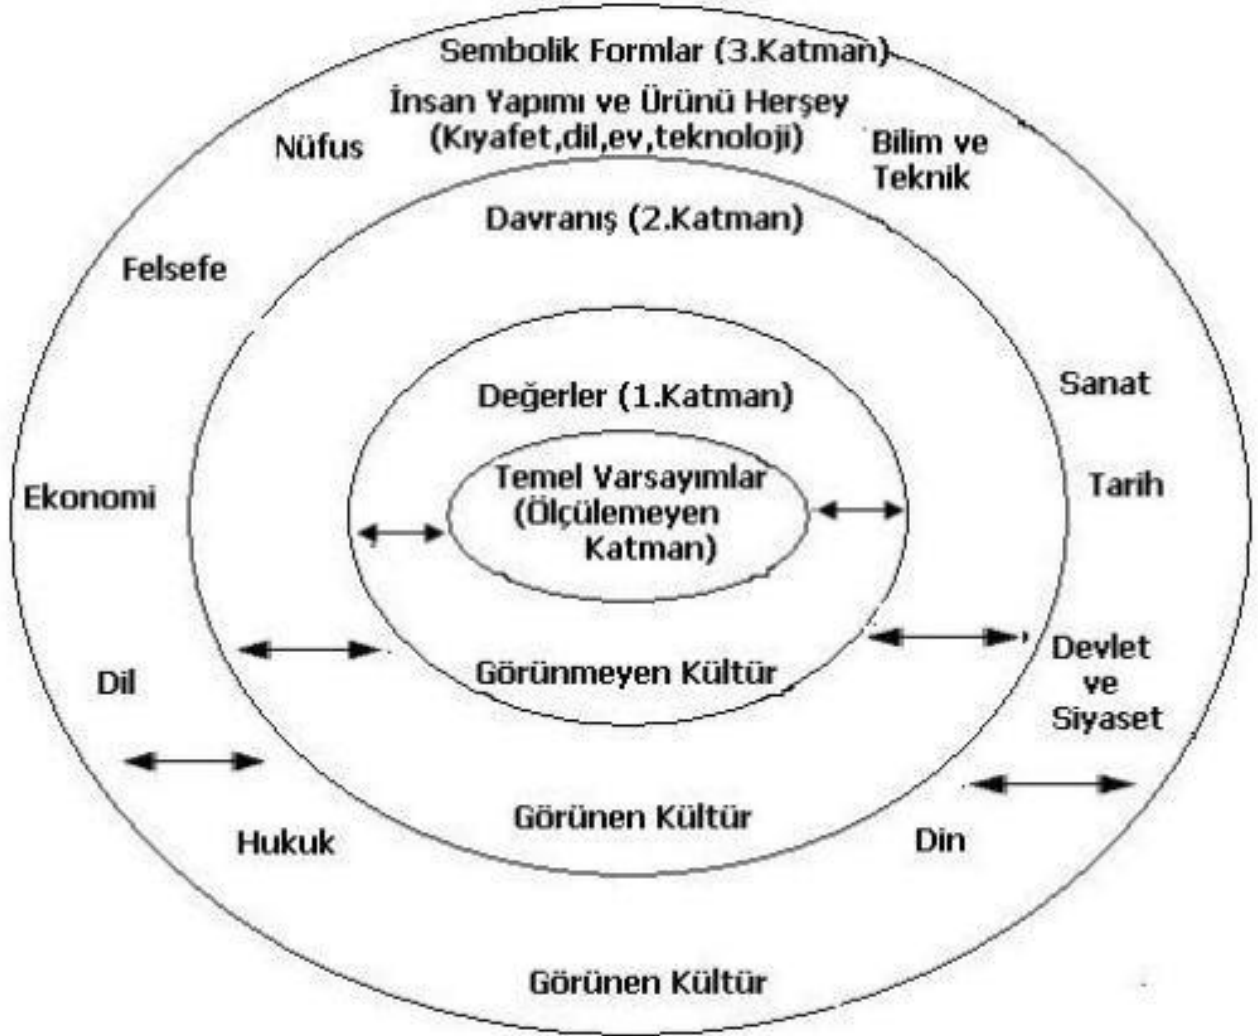 Sembolik Formlar (3.Katman)
İnsan Yapımı ve Ürünü Herşey
(Kıyafet,dil,ev,teknoloji)
Nüfus
Bilim ve
Teknik
Davranış (2.Katman)
Felsefe
Değerler (1.Katman)
Sanat
Temel Varsayımlar
(Ölçülemeyen
Katman)
Ekonomi
Tarih
Görünmeyen Kültür
Dil
Devlet
ve
Siyaset
Görünen Kültür
Hukuk
Din
Görünen Kültür